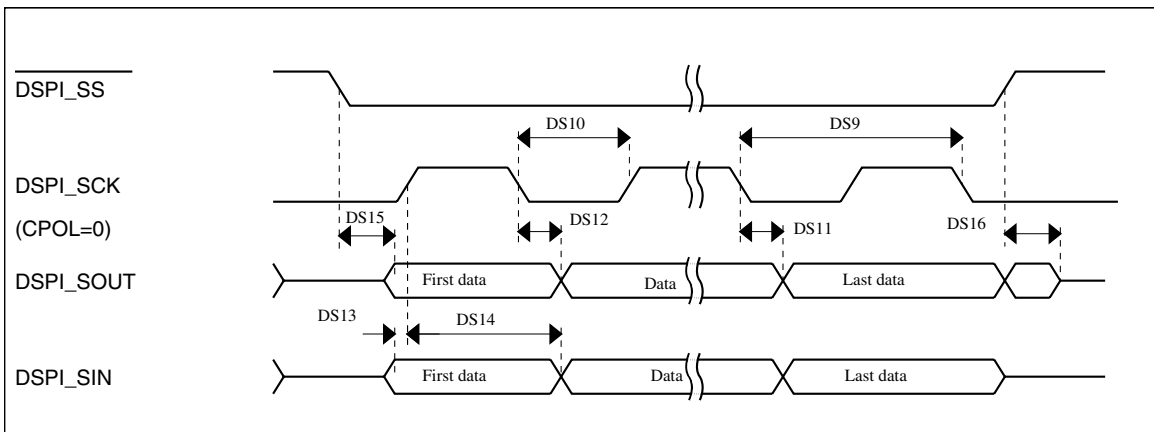 DSPI_SS
DS10
DS9
DSPI_SCK
(CPOL=0)
DS15
DS12
DS11
DS16
DSPI_SOUT
First data
Data
Last data
DS13
DS14
DSPI_SIN
First data
Data
Last data